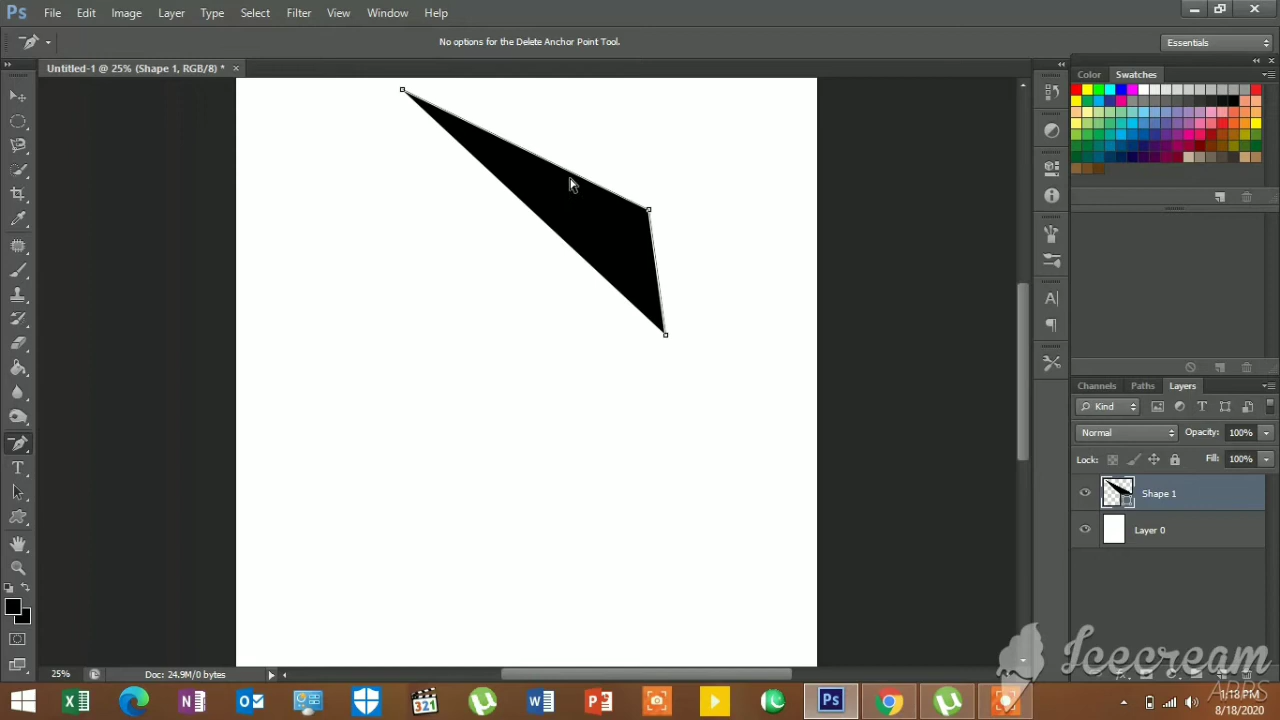 Ps File Edit Image Layer Type Select Filter View Window Help
No options for the Delete Anchor Point Tool.
Essentials
Untitled-1 @ 25% (Shape 1, RGB/8) * ×
Color Swatches
Channels Paths Layers
Kind
Normal Opacity: 100%
Lock: Fill: 100%
Shape 1
Layer 0
25% Doc: 24.9M/0 bytes
Icecream
APPS
1:18 PM
8/18/2020
321
Ps